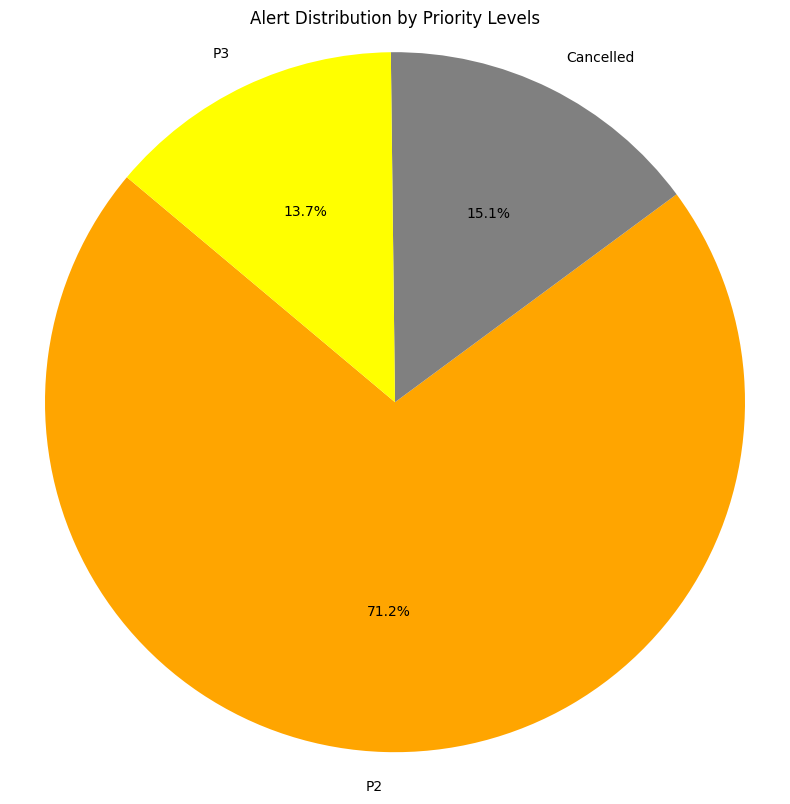 Alert Distribution by Priority Levels
P3
Cancelled
13.7%
15.1%
71.2%
P2